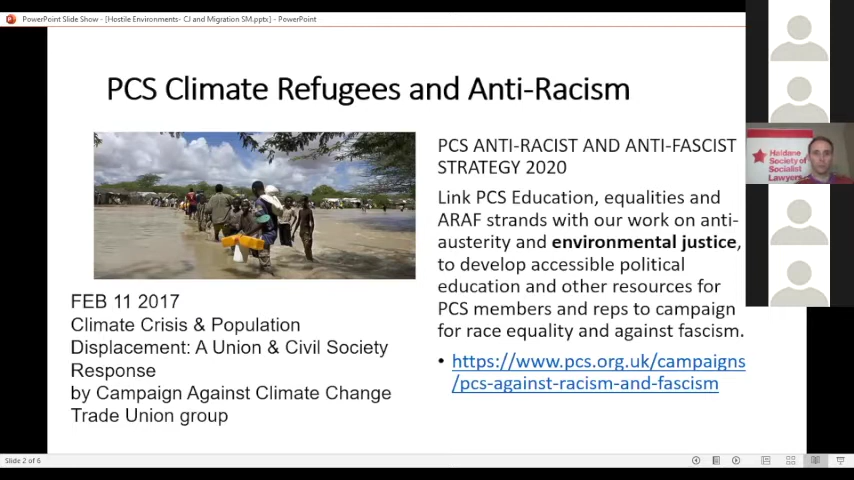 PowerPoint Slide Show - [Hostile Environments- CJ and Migration SM.pptx] - PowerPoint
PCS Climate Refugees and Anti-Racism
FEB 11 2017
Climate Crisis & Population
Displacement: A Union & Civil Society
Response
by Campaign Against Climate Change
Trade Union group
PCS ANTI-RACIST AND ANTI-FASCIST
STRATEGY 2020
Link PCS Education, equalities and
ARAF strands with our work on anti-
austerity and environmental justice,
to develop accessible political
education and other resources for
PCS members and reps to campaign
for race equality and against fascism.
• https://www.pcs.org.uk/campaigns
/pcs-against-racism-and-fascism
Haldane
Society of
Socialist
Lawyers
Slide 2 of 6